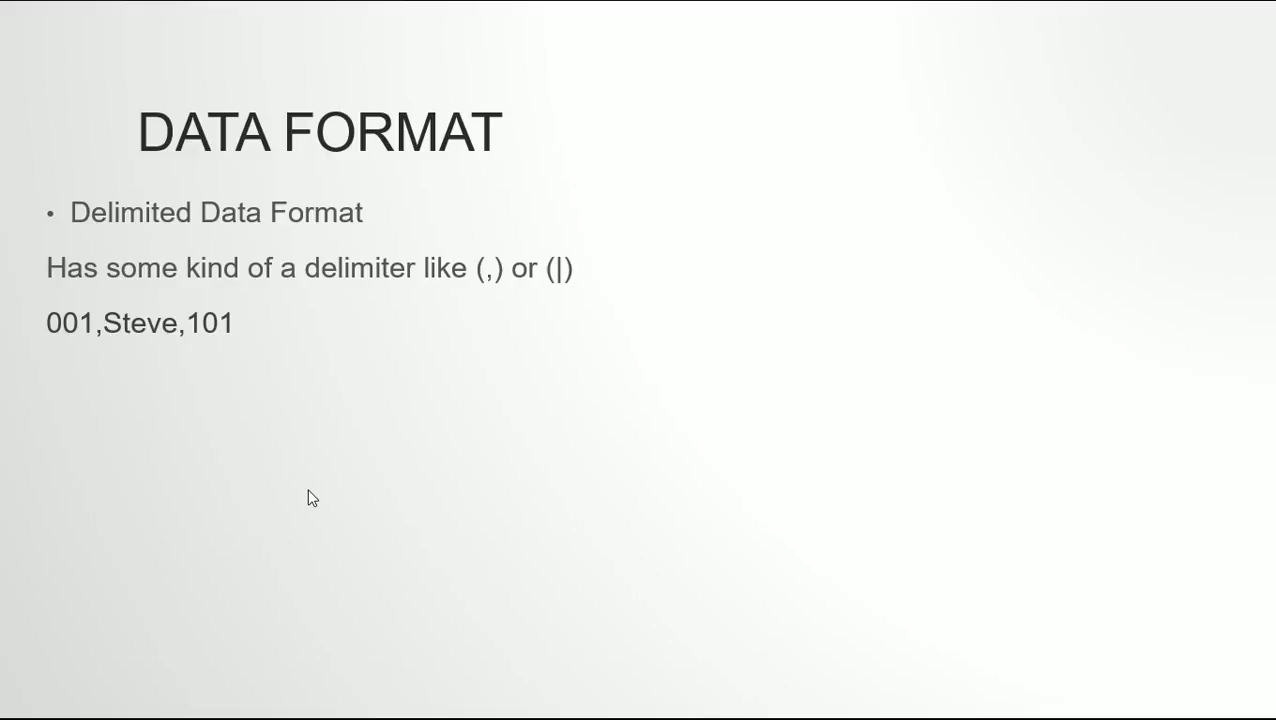 DATA FORMAT
• Delimited Data Format
Has some kind of a delimiter like (,) or (|)
001,Steve,101